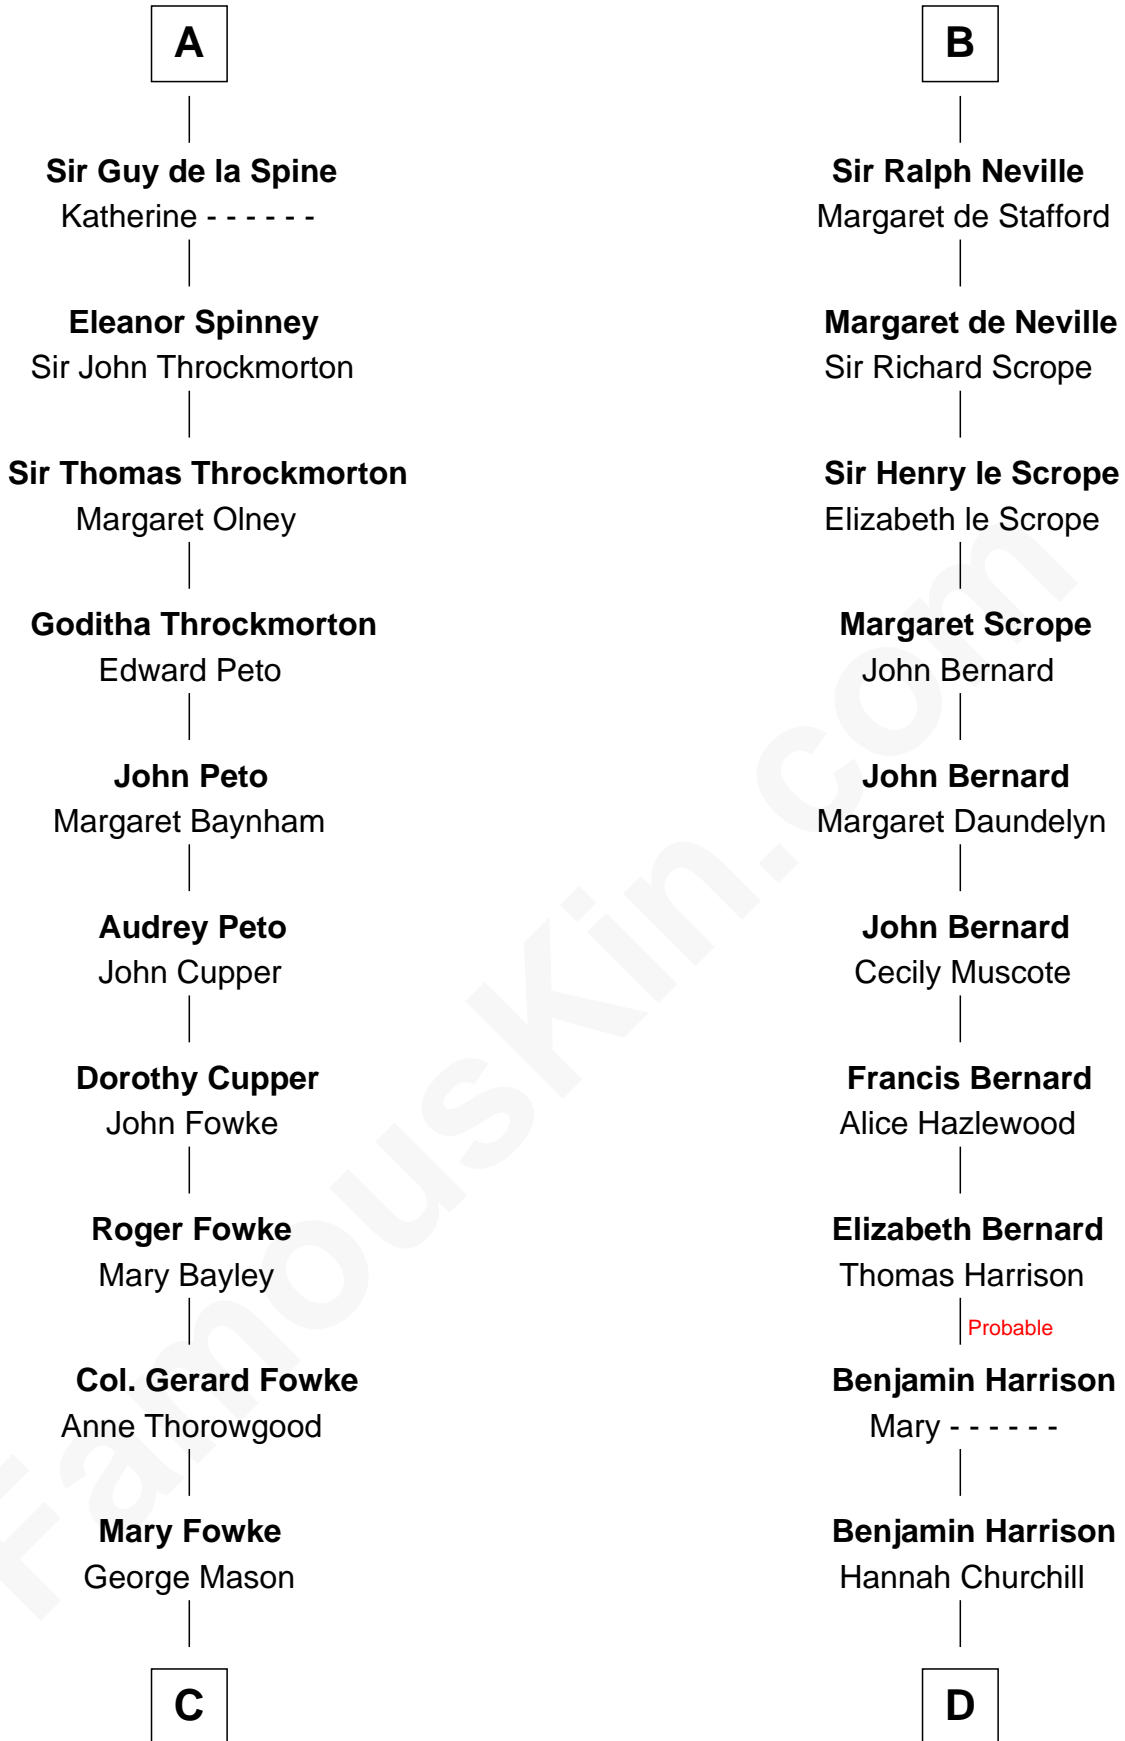 A
Sir Guy de la Spine
Katherine - - - - - -
Eleanor Spinney
Sir John Throckmorton
Sir Thomas Throckmorton
Margaret Olney
Goditha Throckmorton
Edward Peto
John Peto
Margaret Baynham
Audrey Peto
John Cupper
Dorothy Cupper
John Fowke
Roger Fowke
Mary Bayley
Col. Gerard Fowke
Anne Thorowgood
Mary Fowke
George Mason
C
B
Sir Ralph Neville
Margaret de Stafford
Margaret de Neville
Sir Richard Scrope
Sir Henry le Scrope
Elizabeth le Scrope
Margaret Scrope
John Bernard
John Bernard
Margaret Daundelyn
John Bernard
Cecily Muscote
Francis Bernard
Alice Hazlewood
Elizabeth Bernard
Thomas Harrison
Probable
Benjamin Harrison
Mary - - - - - -
Benjamin Harrison
Hannah Churchill
D
FamousKin.com